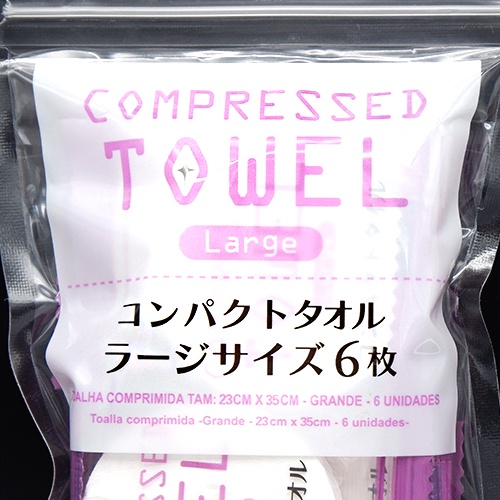 COMPRESSED
TOWEL
Large
コンパクトタオル
ラージサイズ6枚
TOALHA COMPRIMIDA TAM: 23CM X 35CM - GRANDE - 6 UNIDADES
Toalla comprimida -Grande - 23cm x 35cm - 6 unidades-